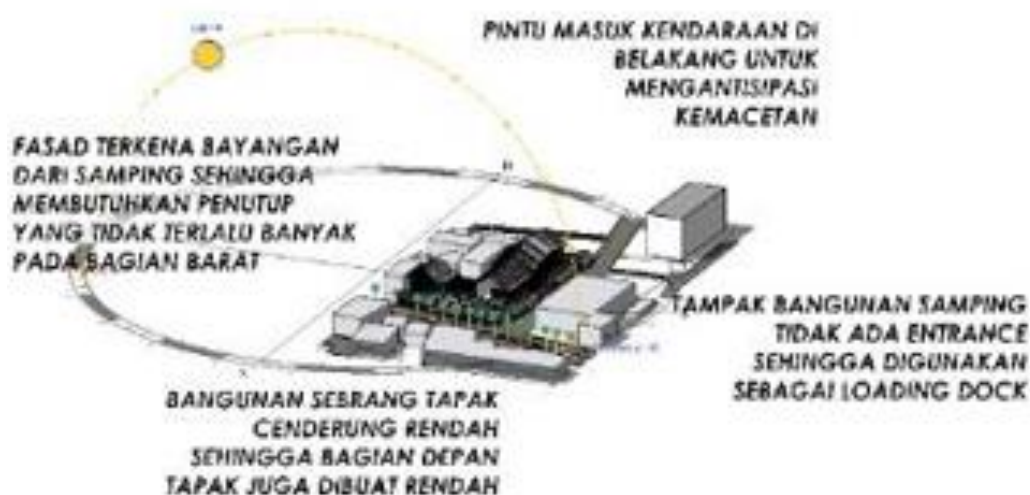 PINTU MASUK KENDARAAN DI
BELAKANG UNTUK
MENGANTISIPASI
KEMACETAN
FASAD TERKENA BAYANGAN
DARI SAMPING SEHINGGA
MEMBUTUHKAN PENUTUP
YANG TIDAK TERLALU BANYAK
PADA BAGIAN BARAT
TAMPAK BANGUNAN SAMPING
TIDAK ADA ENTRANCE
SEHINGGA DIGUNAKAN
SEBAGAI LOADING DOCK
BANGUNAN SEBRANG TAPAK
CENDERUNG RENDAH
SEHINGGA BAGIAN DEPAN
TAPAK JUGA DIBUAT RENDAH